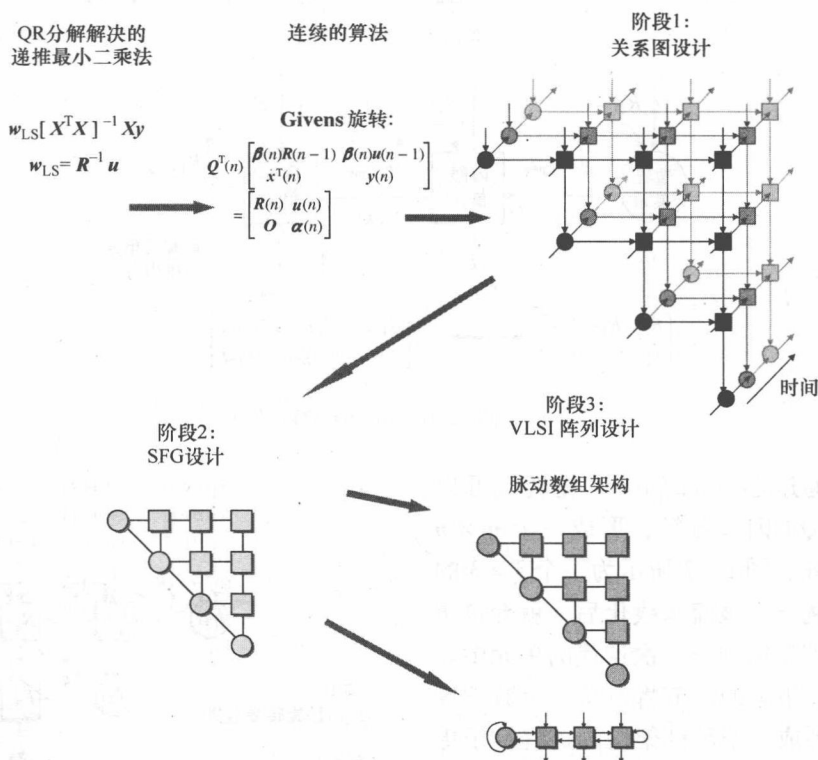 QR分解解决的
递推最小二乘法
连续的算法
阶段1:
关系图设计
w_LS[X^T X]^{-1} Xy
w_LS = R^{-1} u
Givens 旋转:
Q^T(n) [β(n)R(n−1) β(n)u(n−1)
x^T(n) y(n)]
= [R(n) u(n)
O α(n)]
时间
阶段2:
SFG设计
阶段3:
VLSI 阵列设计
脉动数组架构